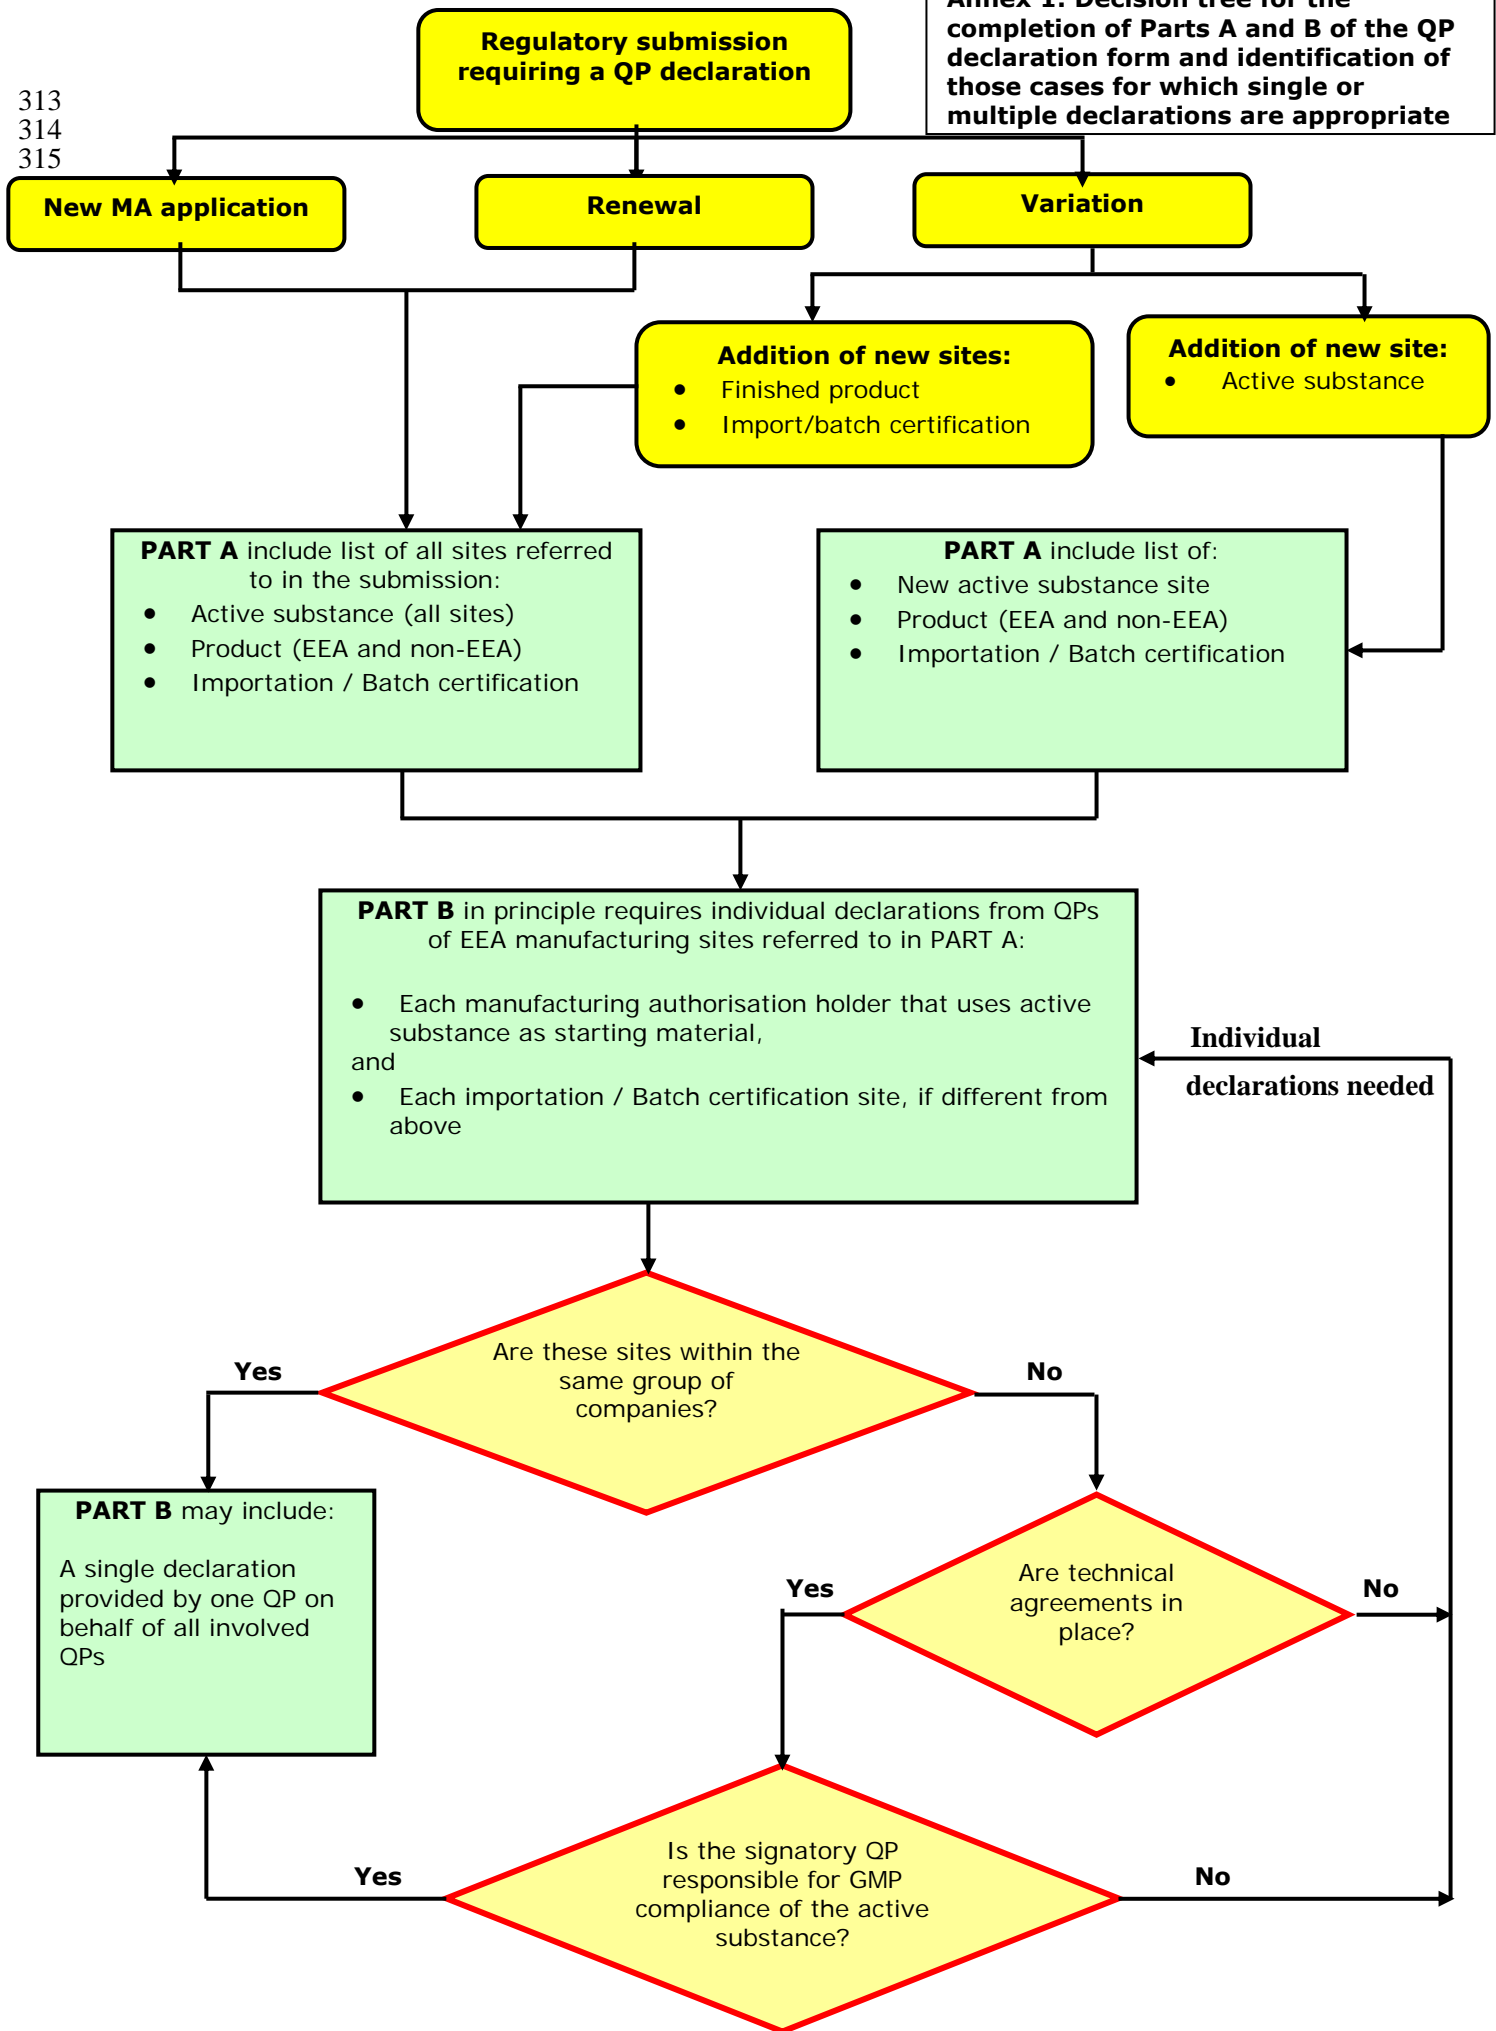 Annex 1: Decision tree for the
completion of Parts A and B of the QP
declaration form and identification of
those cases for which single or
multiple declarations are appropriate
Regulatory submission
requiring a QP declaration
313
314
315
New MA application
Renewal
Variation
Addition of new sites:
• Finished product
• Import/batch certification
Addition of new site:
• Active substance
PART A include list of all sites referred
to in the submission:
• Active substance (all sites)
• Product (EEA and non-EEA)
• Importation / Batch certification
PART A include list of:
• New active substance site
• Product (EEA and non-EEA)
• Importation / Batch certification
PART B in principle requires individual declarations from QPs
of EEA manufacturing sites referred to in PART A:
• Each manufacturing authorisation holder that uses active
substance as starting material,
and
• Each importation / Batch certification site, if different from
above
Individual
declarations needed
Are these sites within the
same group of
companies?
Yes
No
PART B may include:
A single declaration
provided by one QP on
behalf of all involved
QPs
Are technical
agreements in
place?
Yes
No
Is the signatory QP
responsible for GMP
compliance of the active
substance?
Yes
No